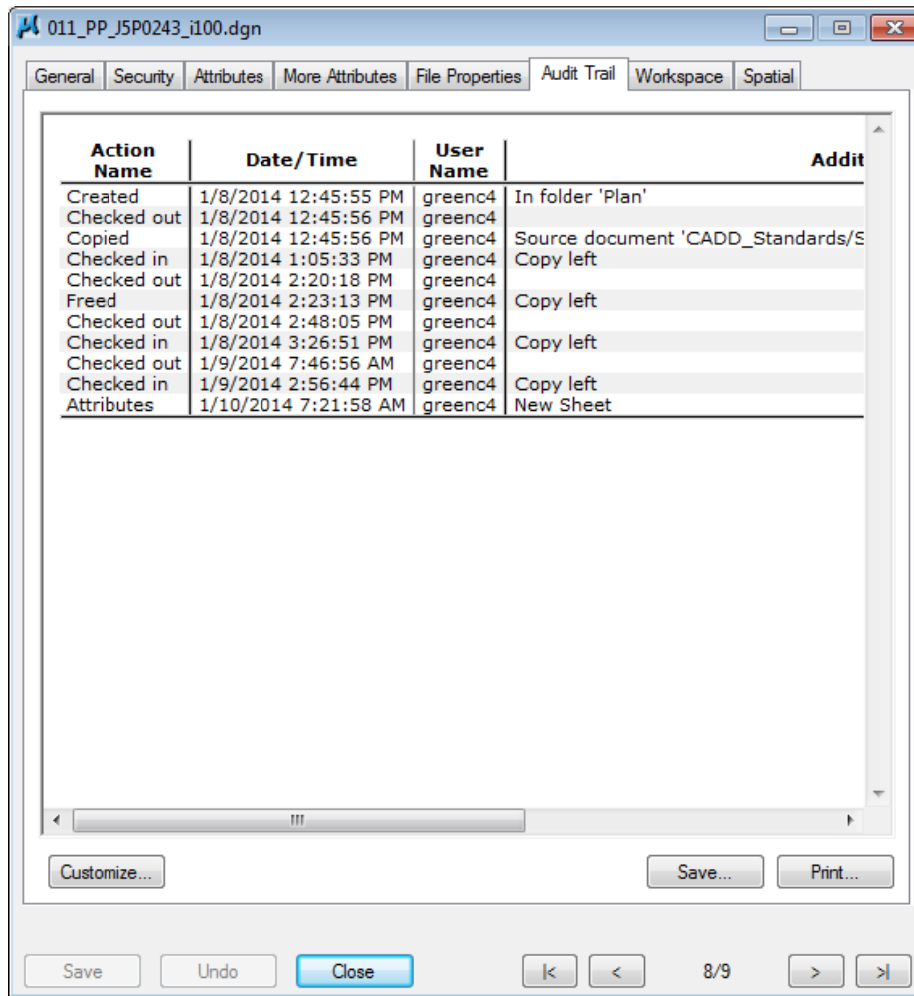 011_PP_J5P0243_i100.dgn
General Security Attributes More Attributes File Properties Audit Trail Workspace Spatial
Action Name Date/Time User Name Addit
Created 1/8/2014 12:45:55 PM greenc4 In folder 'Plan'
Checked out 1/8/2014 12:45:56 PM greenc4
Copied 1/8/2014 12:45:56 PM greenc4 Source document 'CADD_Standards/S
Checked in 1/8/2014 1:05:33 PM greenc4 Copy left
Checked out 1/8/2014 2:20:18 PM greenc4
Freed 1/8/2014 2:23:13 PM greenc4 Copy left
Checked out 1/8/2014 2:48:05 PM greenc4
Checked in 1/8/2014 3:26:51 PM greenc4 Copy left
Checked out 1/9/2014 7:46:56 AM greenc4
Checked in 1/9/2014 2:56:44 PM greenc4 Copy left
Attributes 1/10/2014 7:21:58 AM greenc4 New Sheet
Customize... Save... Print...
Save Undo Close |< < 8/9 > >|